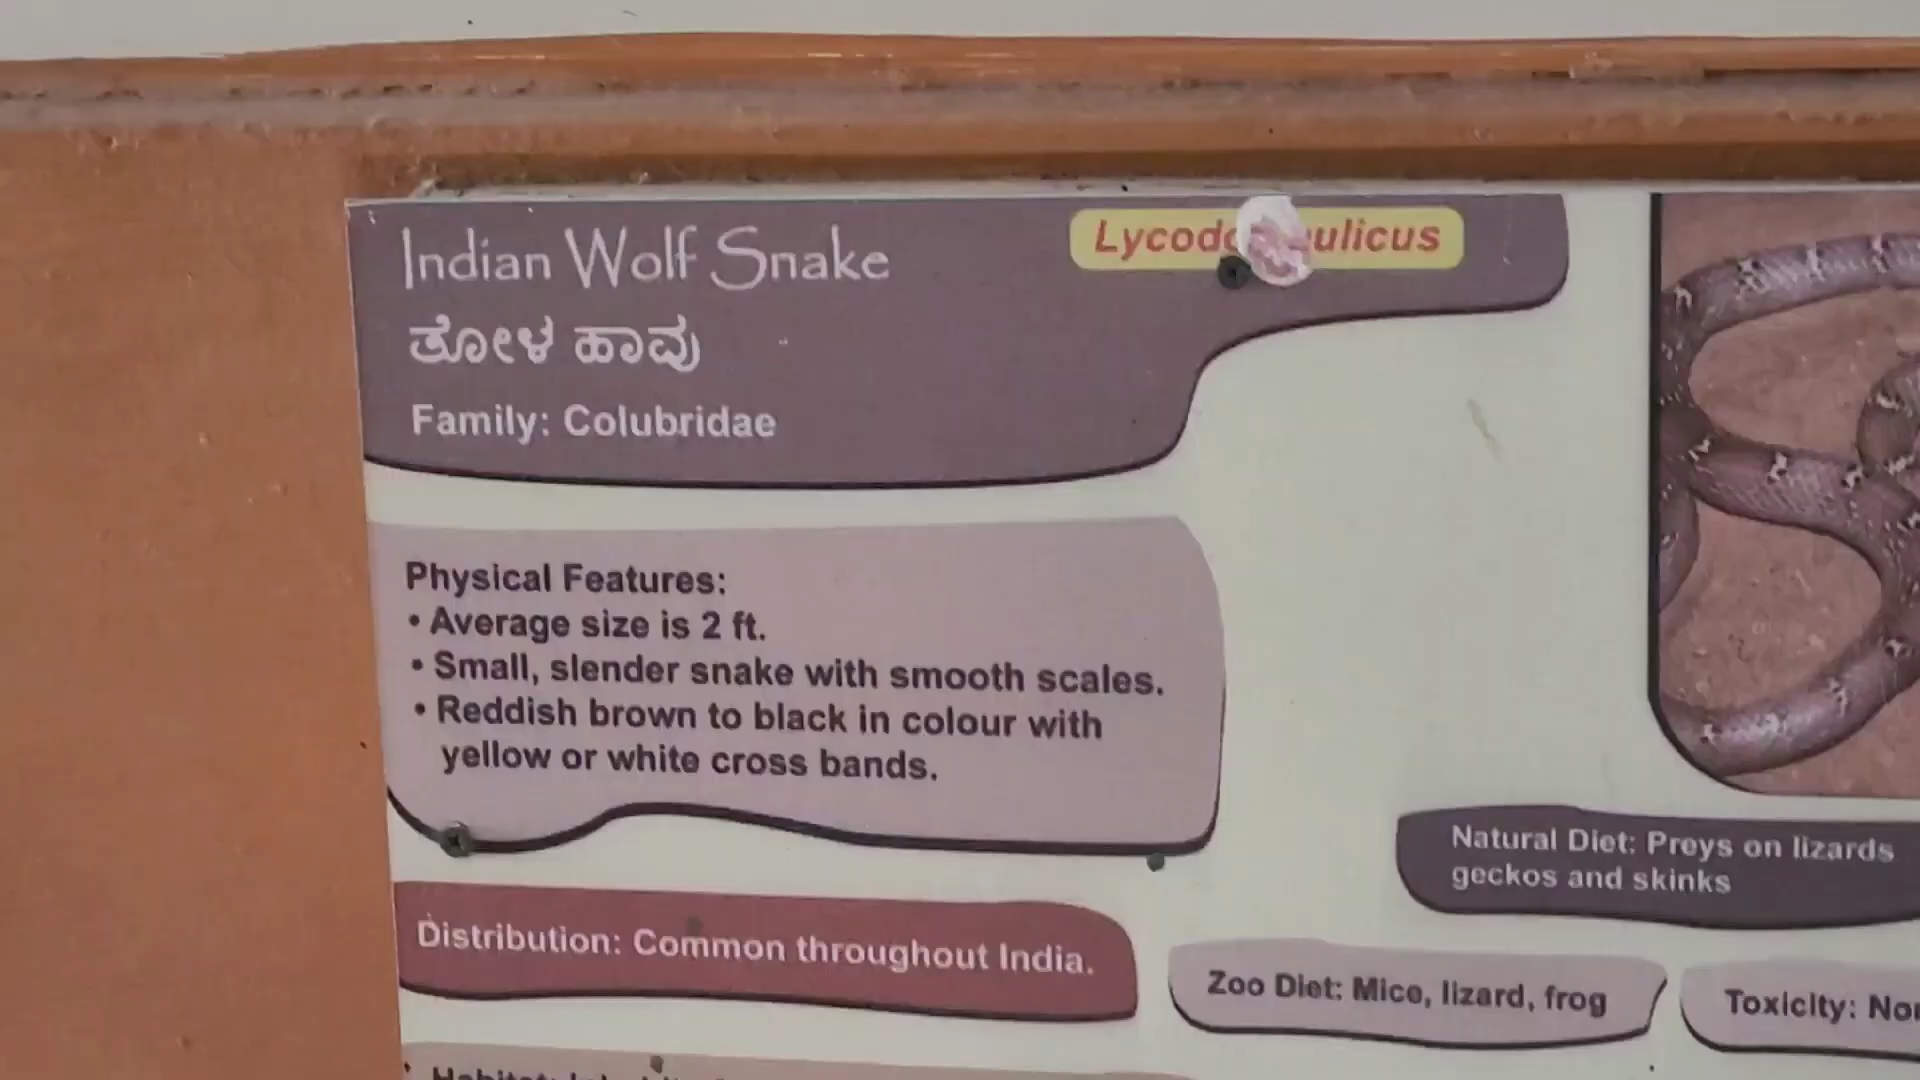 Indian Wolf Snake
ತೋಳ ಹಾವು
Family: Colubridae
Physical Features:
• Average size is 2 ft.
• Small, slender snake with smooth scales.
• Reddish brown to black in colour with
yellow or white cross bands.
Natural Diet: Preys on lizards
geckos and skinks
Distribution: Common throughout India.
Zoo Diet: Mice, lizard, frog
Toxicity: